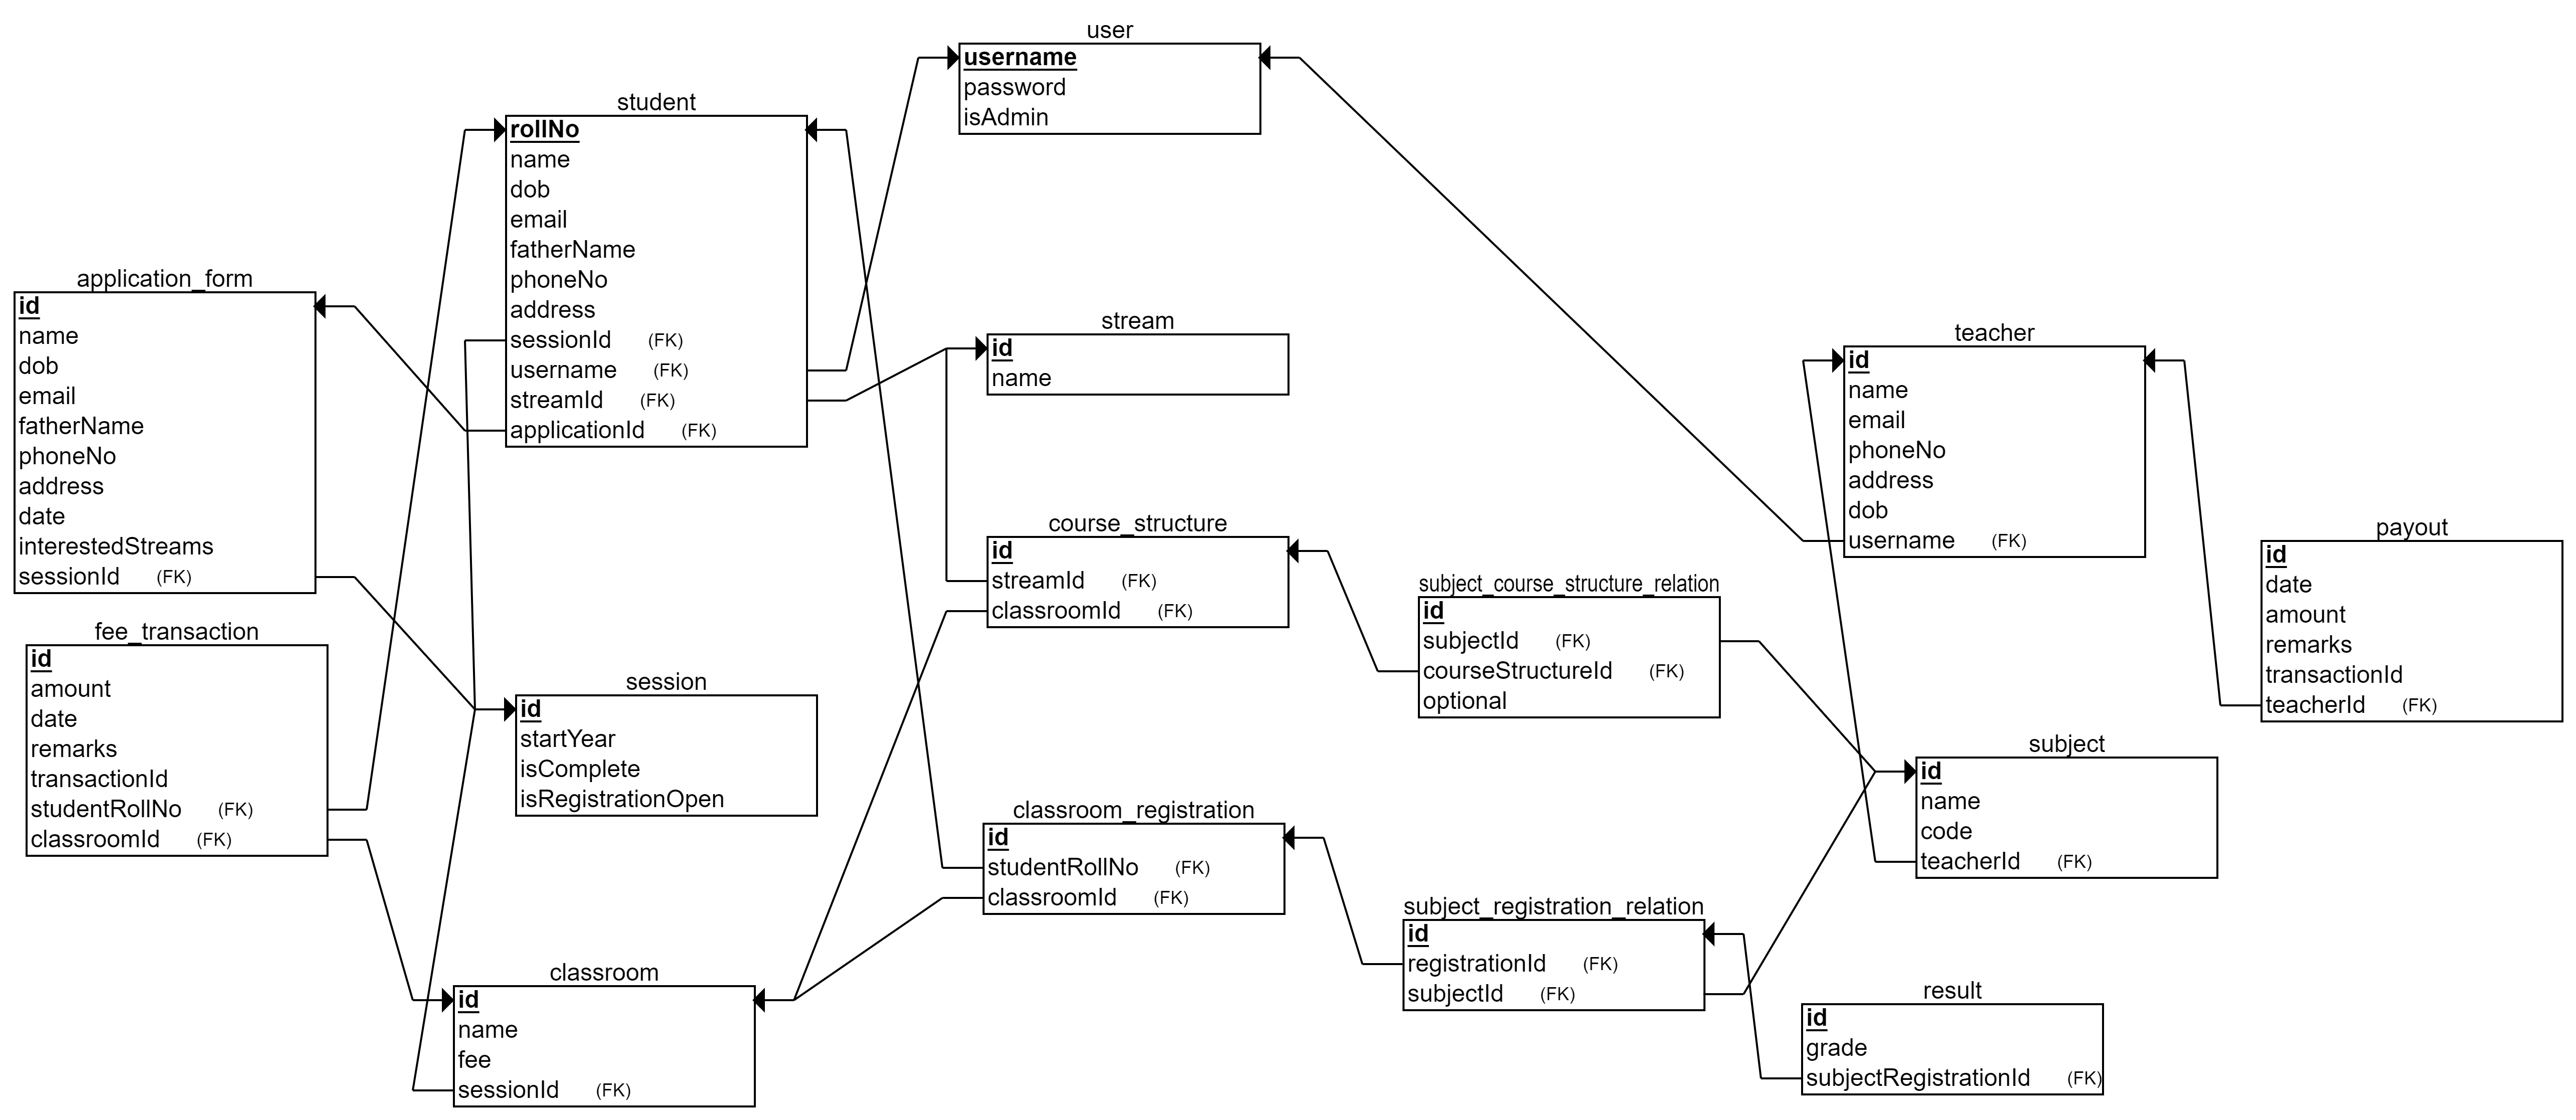 user
username
password
isAdmin
student
rollNo
name
dob
email
fatherName
phoneNo
address
sessionId (FK)
username (FK)
streamId (FK)
applicationId (FK)
application_form
id
name
dob
email
fatherName
phoneNo
address
date
interestedStreams
sessionId (FK)
stream
id
name
teacher
id
name
email
phoneNo
address
dob
username (FK)
course_structure
id
streamId (FK)
classroomId (FK)
payout
id
date
amount
remarks
transactionId
teacherId (FK)
subject_course_structure_relation
id
subjectId (FK)
courseStructureId (FK)
optional
fee_transaction
id
amount
date
remarks
transactionId
studentRollNo (FK)
classroomId (FK)
session
id
startYear
isComplete
isRegistrationOpen
subject
id
name
code
teacherId (FK)
classroom_registration
id
studentRollNo (FK)
classroomId (FK)
subject_registration_relation
id
registrationId (FK)
subjectId (FK)
classroom
id
name
fee
sessionId (FK)
result
id
grade
subjectRegistrationId (FK)